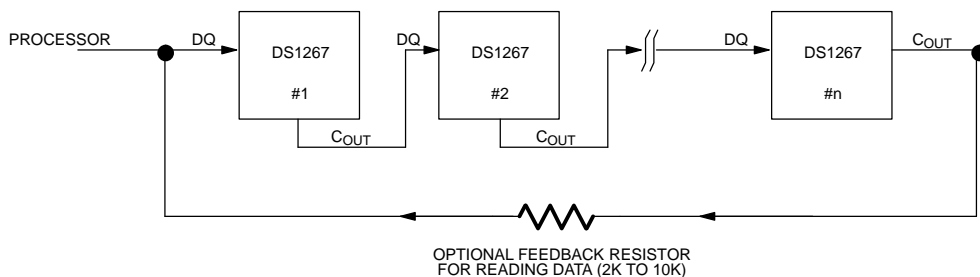 PROCESSOR
DQ
DS1267
#1
COUT
DQ
DS1267
#2
COUT
DQ
DS1267
#n
COUT
OPTIONAL FEEDBACK RESISTOR
FOR READING DATA (2K TO 10K)